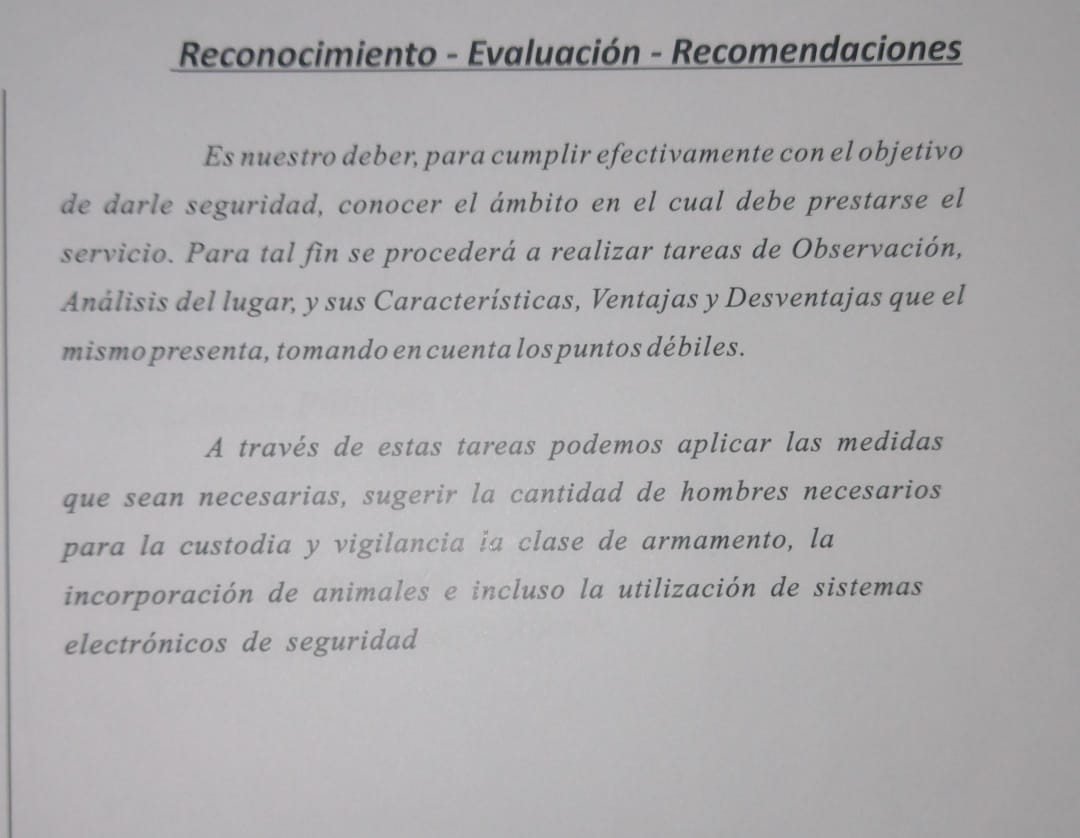 Reconocimiento - Evaluación - Recomendaciones
Es nuestro deber, para cumplir efectivamente con el objetivo
de darle seguridad, conocer el ámbito en el cual debe prestarse el
servicio. Para tal fin se procederá a realizar tareas de Observación,
Análisis del lugar, y sus Características, Ventajas y Desventajas que el
mismo presenta, tomando en cuenta los puntos débiles.
A través de estas tareas podemos aplicar las medidas
que sean necesarias, sugerir la cantidad de hombres necesarios
para la custodia y vigilancia la clase de armamento, la
incorporación de animales e incluso la utilización de sistemas
electrónicos de seguridad